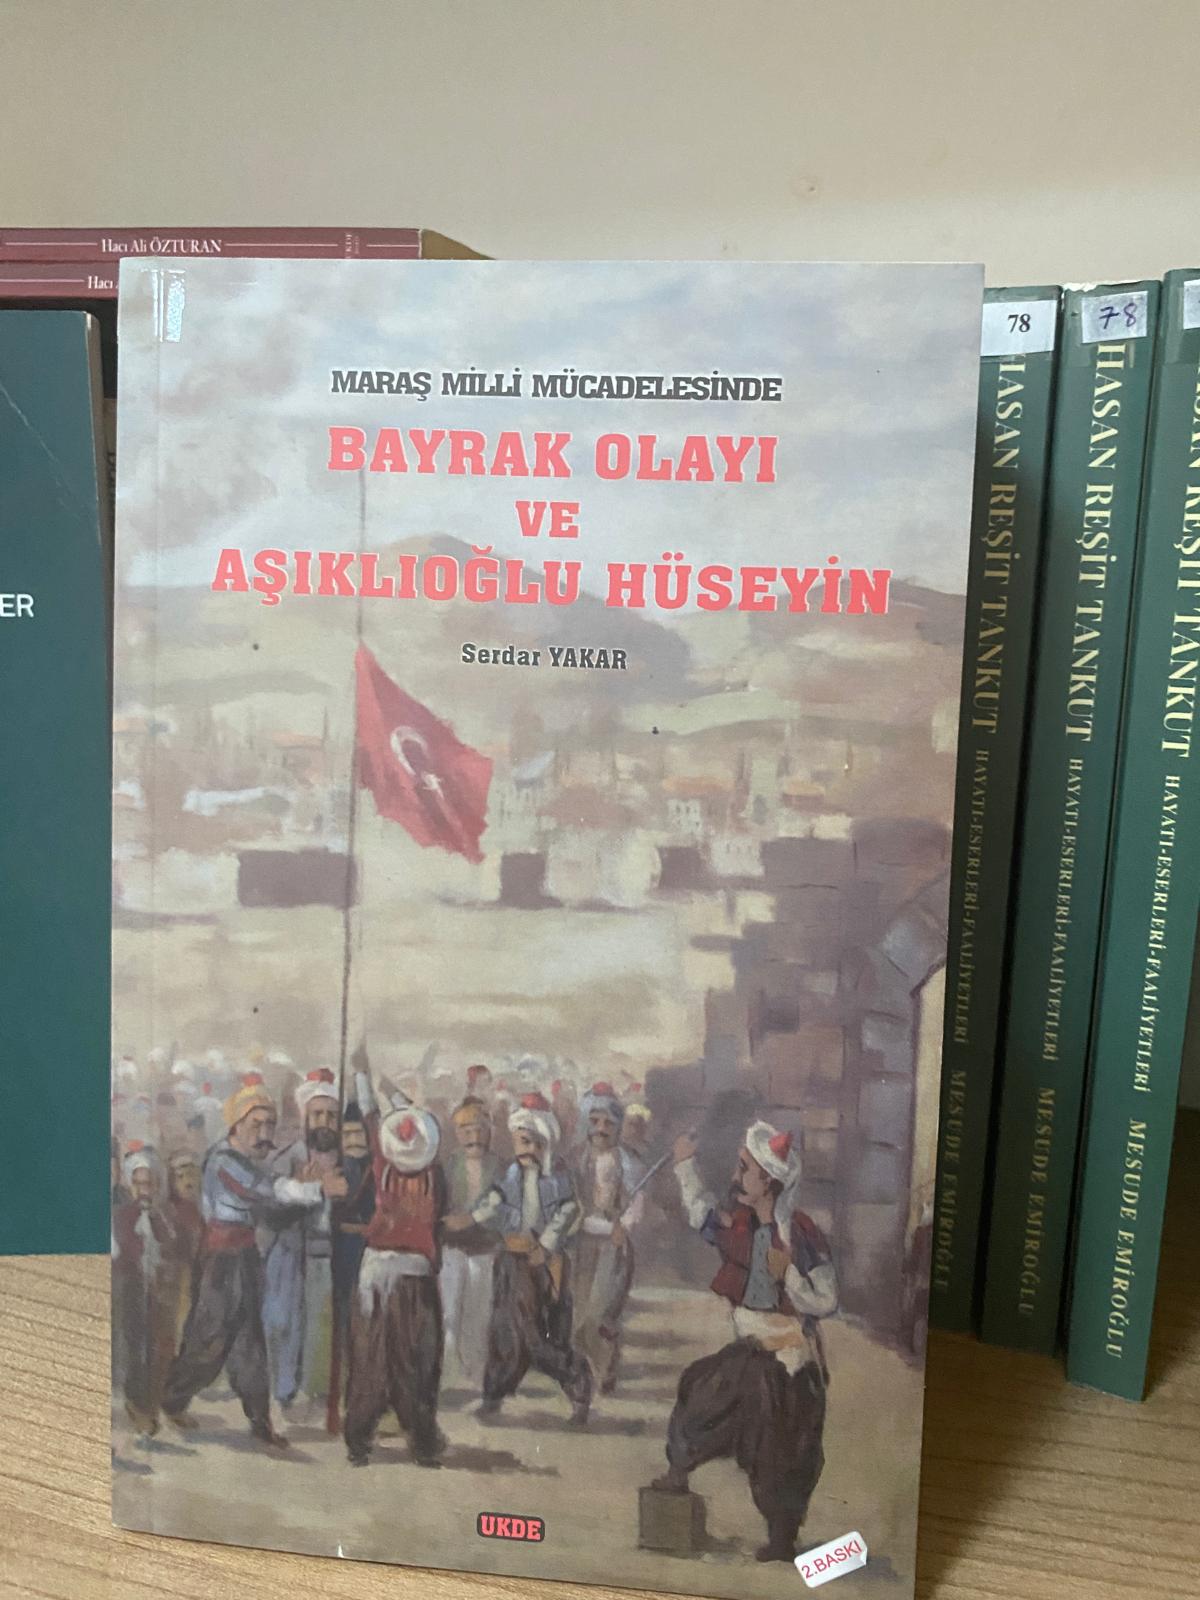 Hacı Ali ÖZTURAN
UKDE
Hacı
ER
MARAŞ MİLLİ MÜCADELESİNDE
BAYRAK OLAYI
VE
AŞIKLIOĞLU HÜSEYİN
Serdar YAKAR
UKDE
2.BASKI
78
HASAN REŞİT TANKUT HAYATI-ESERLERİ-FAALİYETLERİ MESUDE EMİROĞLU
78
HASAN REŞİT TANKUT HAYATI-ESERLERİ-FAALİYETLERİ MESUDE EMİROĞLU
REŞİT TANKUT HAYATI-ESERLERİ-FAALİYETLERİ MESUDE EMİROĞLU